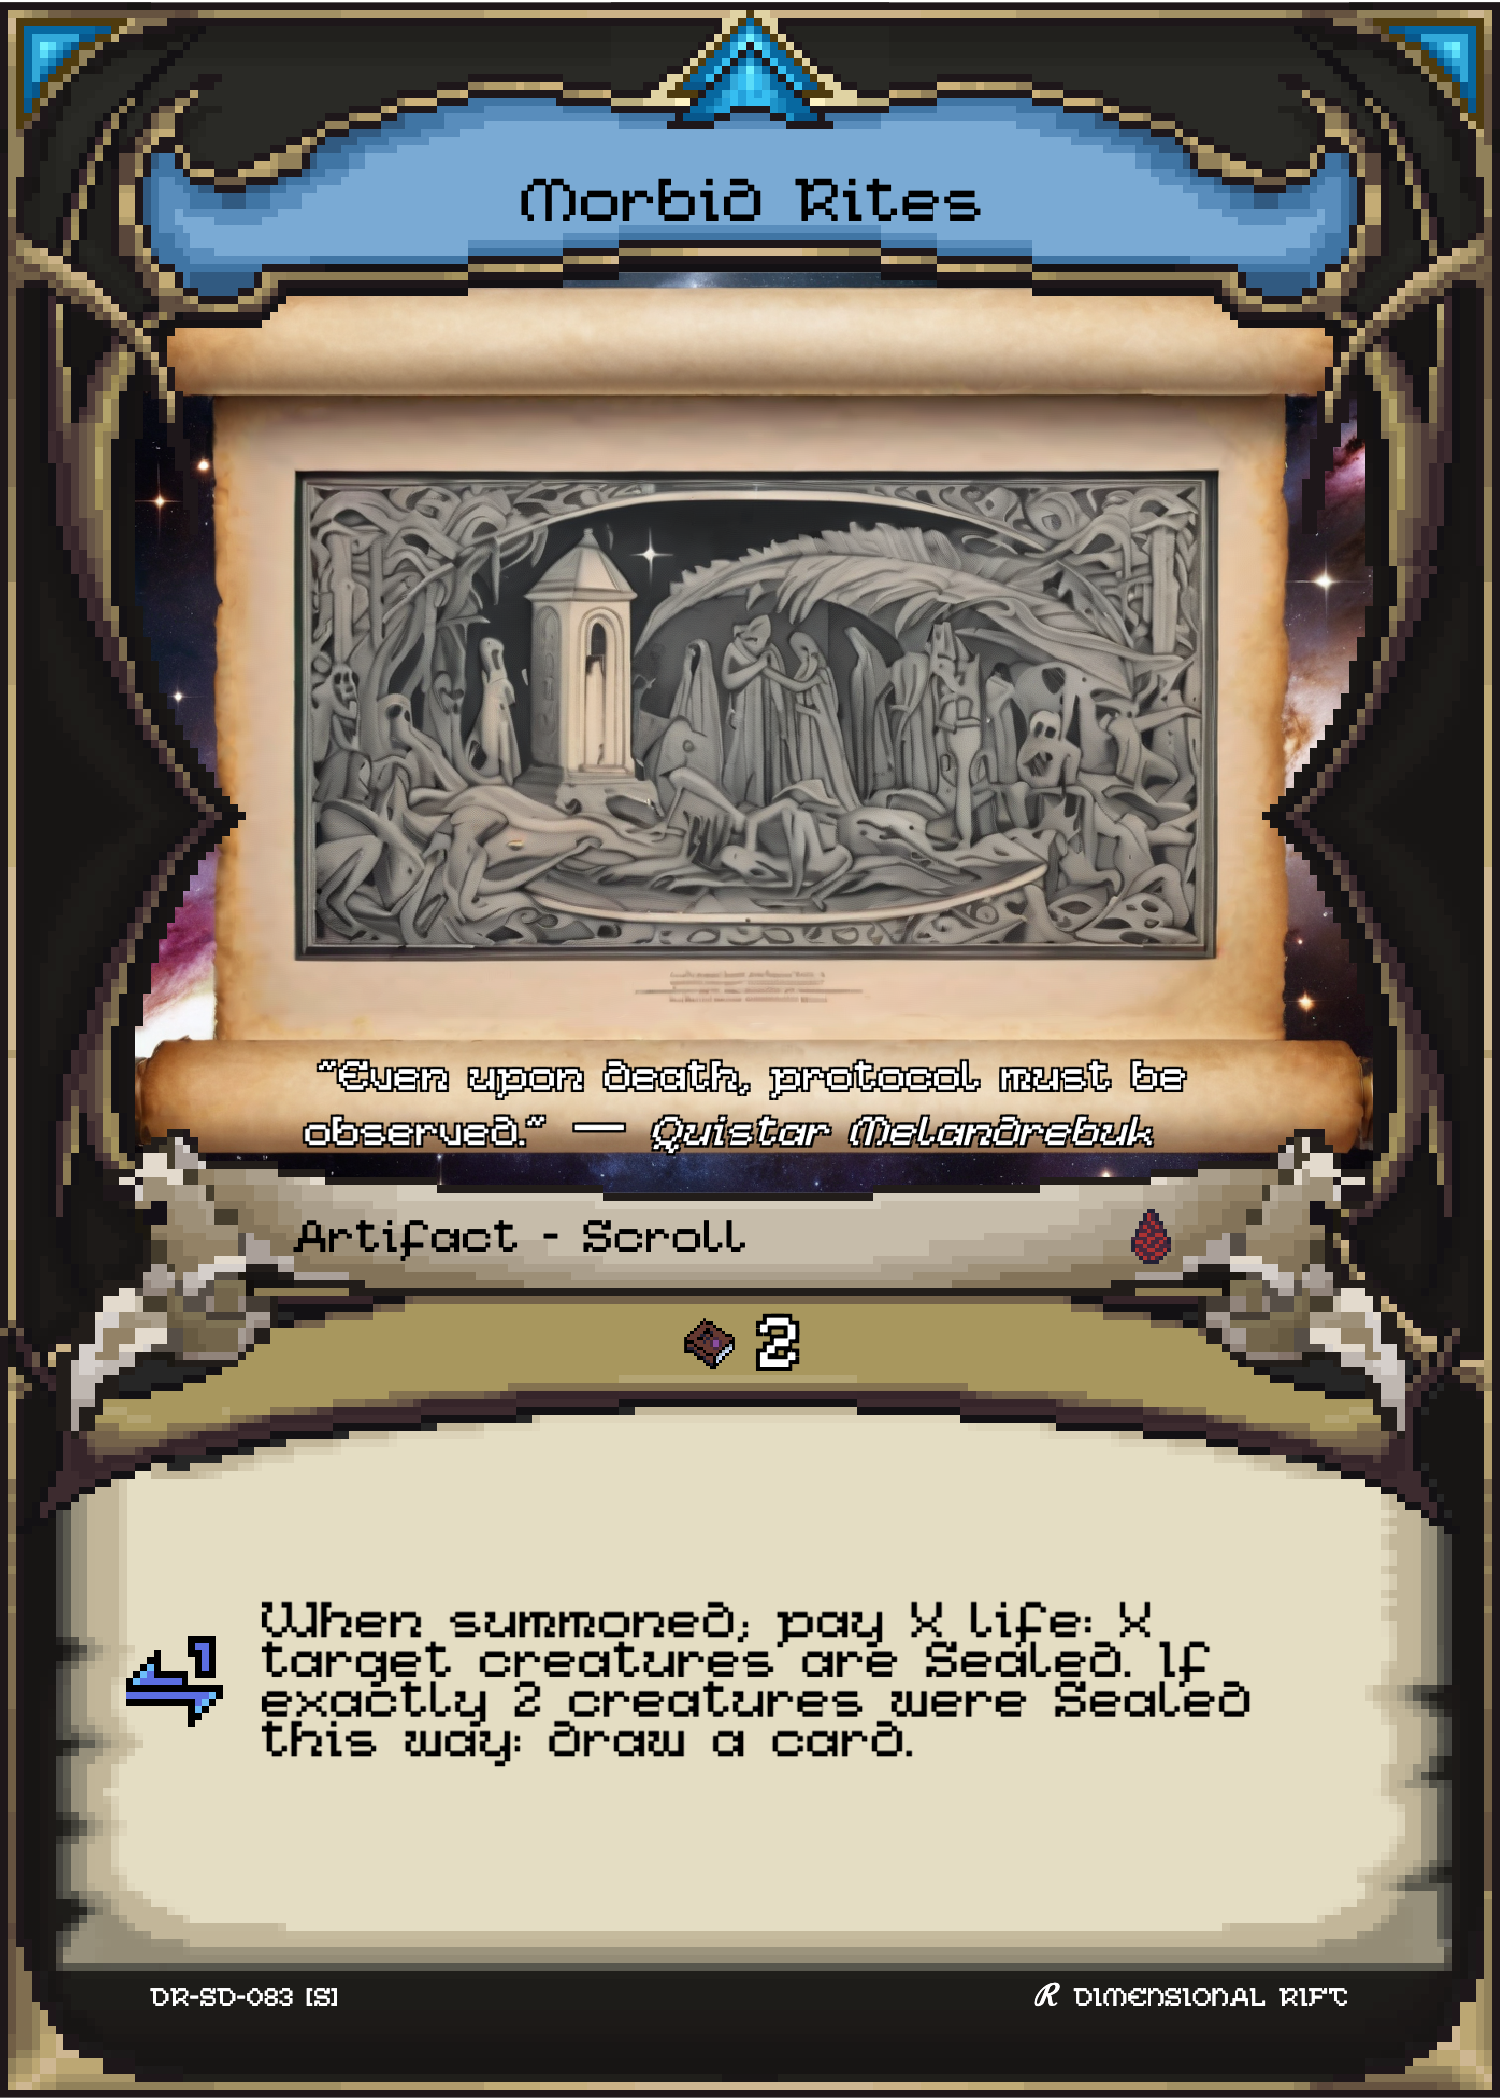 Morbid Rites
"Even upon death, protocol must be
observed." — Quistar Melandrebuk
Artifact - Scroll
2
When summoned; pay X life: X
target creatures are Sealed. If
exactly 2 creatures were Sealed
this way: draw a card.
1
DR-SD-083 [S]
R DIMENSIONAL RIFT